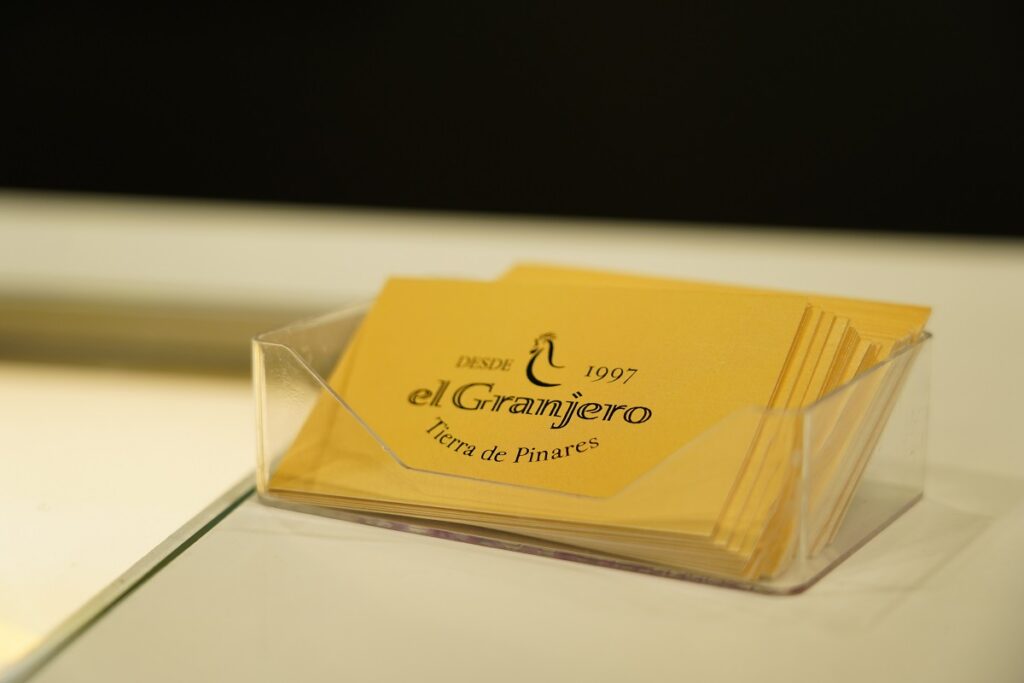 DESDE 1997
el Granjero
Tierra de Pinares